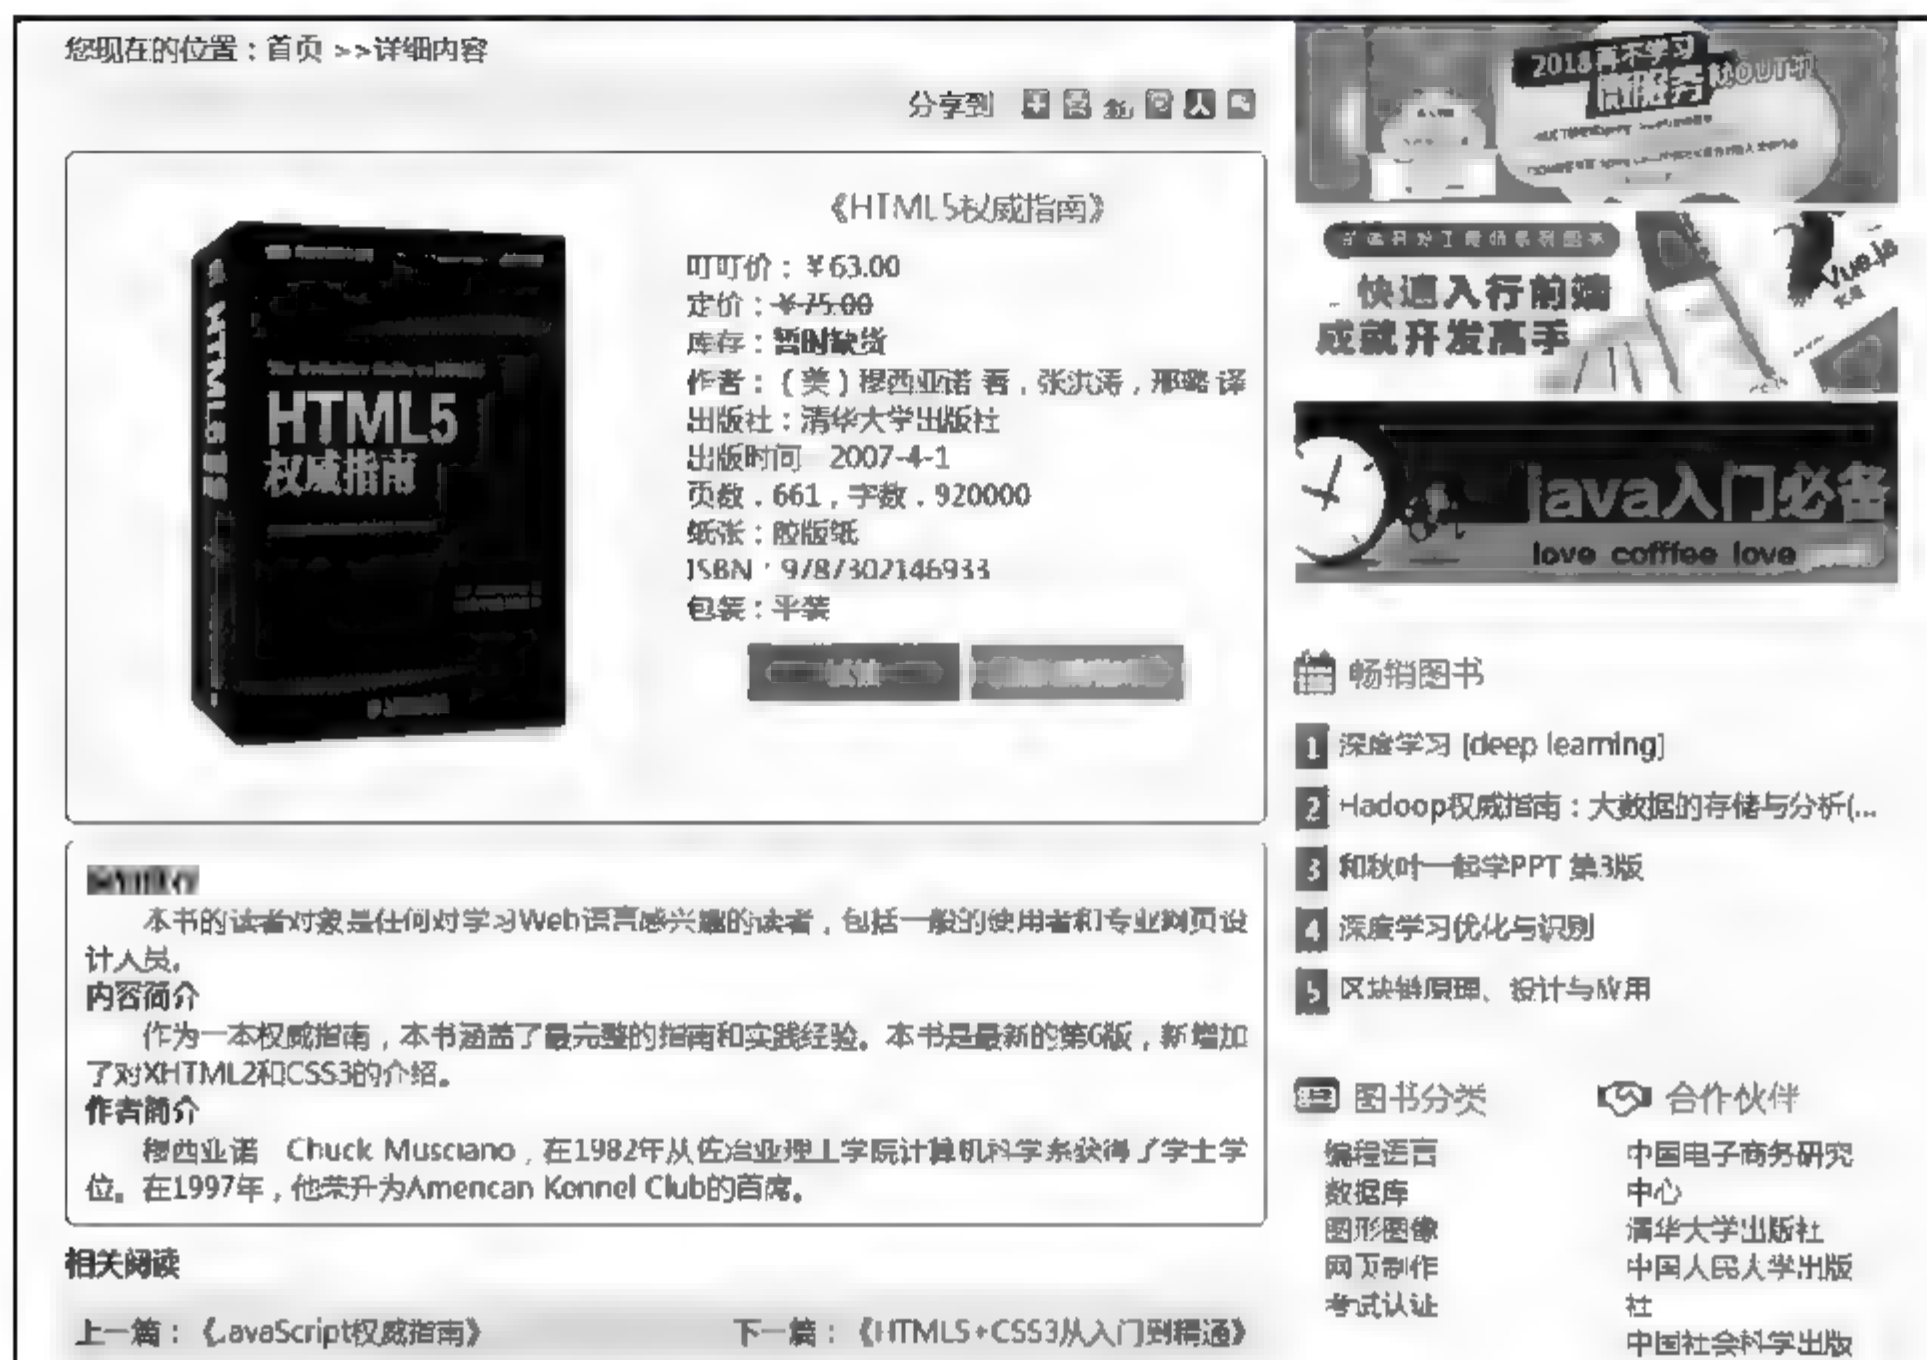 您现在的位置：首页 >>详细内容
分享到
《HTML5权威指南》
叮叮价：¥63.00
定价：¥75.00
库存：暂时缺货
作者：（美）穆西亚诺 著，张洪涛，邢璐 译
出版社：清华大学出版社
出版时间 2007-4-1
页数：661，字数：920000
纸张：胶版纸
ISBN：9787302146933
包装：平装
HTML5
权威指南
本书的读者对象是任何对学习Web语言感兴趣的读者，包括一般的使用者和专业网页设
计人员。
内容简介
作为一本权威指南，本书涵盖了最完整的指南和实践经验。本书是最新的第6版，新增加
了对XHTML2和CSS3的介绍。
作者简介
穆西亚诺 Chuck Musciano，在1982年从佐治亚理工学院计算机科学系获得了学士学
位。在1997年，他荣升为American Kennel Club的首席。
相关阅读
上一篇：《JavaScript权威指南》
下一篇：《HTML5+CSS3从入门到精通》
2018再不学习
微服务就OUT啦
快速入行前端
成就开发高手
Vue.js
java入门必备
love cofffee love
畅销图书
1 深度学习 [deep learning]
2 Hadoop权威指南：大数据的存储与分析(...
3 和秋叶一起学PPT 第3版
4 深度学习优化与识别
5 区块链原理、设计与应用
图书分类
编程语言
数据库
图形图像
网页制作
考试认证
合作伙伴
中国电子商务研究
中心
清华大学出版社
中国人民大学出版
社
中国社会科学出版